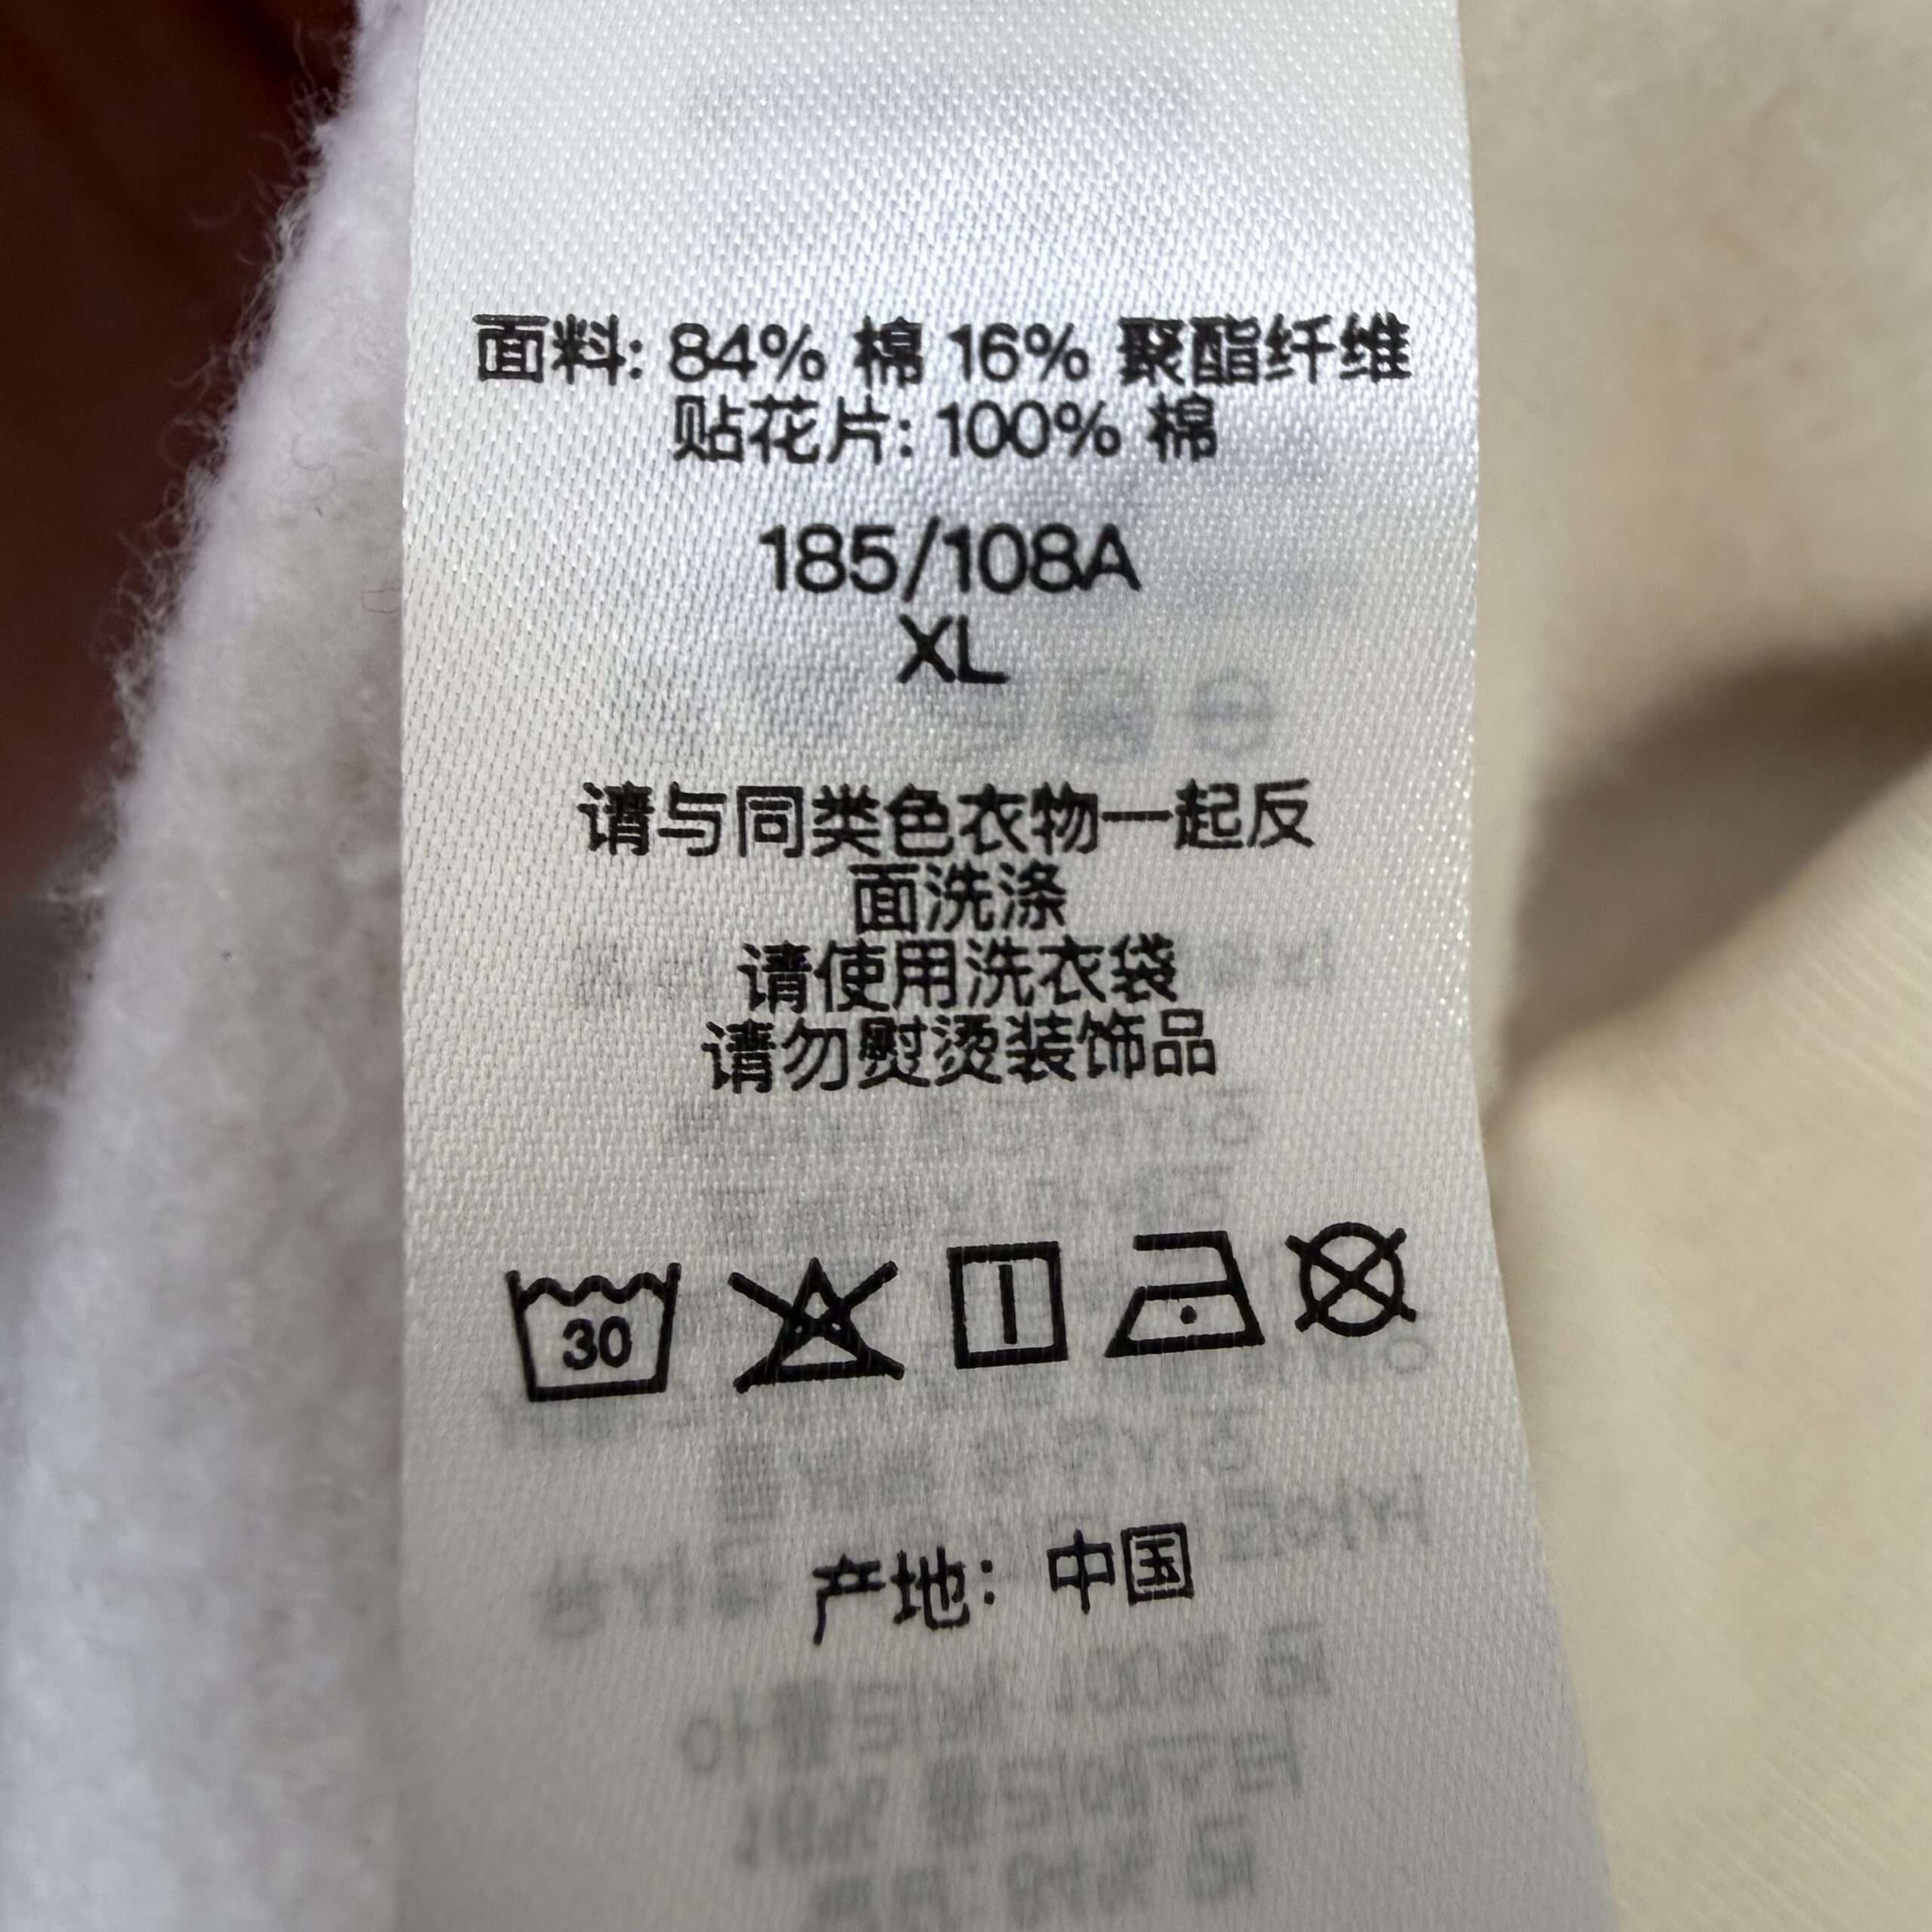 面料: 84% 棉 16% 聚酯纤维
贴花片: 100% 棉
185/108A
XL
请与同类色衣物一起反
面洗涤
请使用洗衣袋
请勿熨烫装饰品
30
产地: 中国